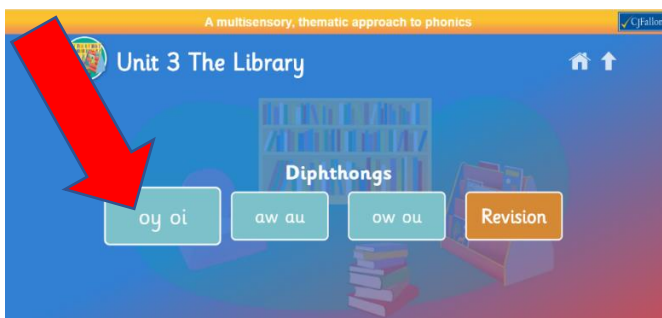 A multisensory, thematic approach to phonics
CJFallon
Unit 3 The Library
Diphthongs
oy oi
aw au
ow ou
Revision